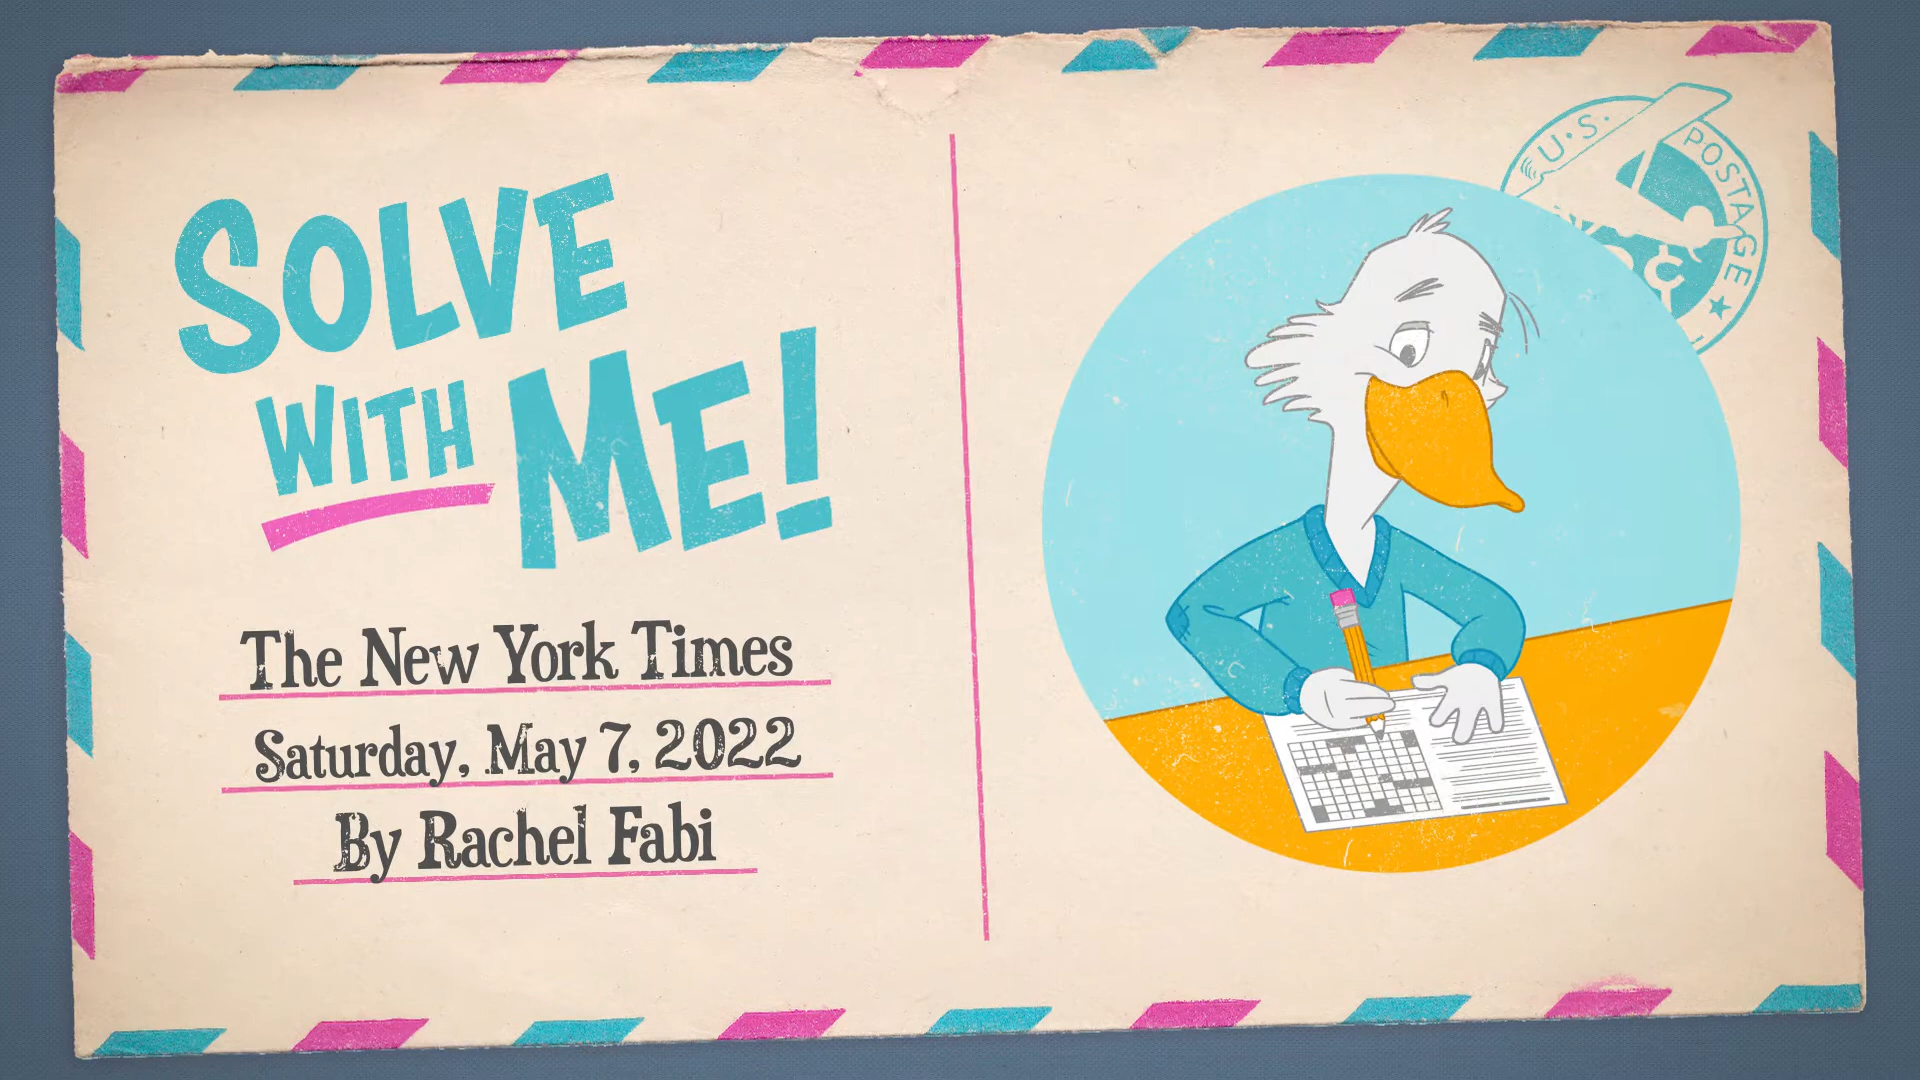 SOLVE
WITH ME!
The New York Times
Saturday, May 7, 2022
By Rachel Fabi
U.S. POSTAGE